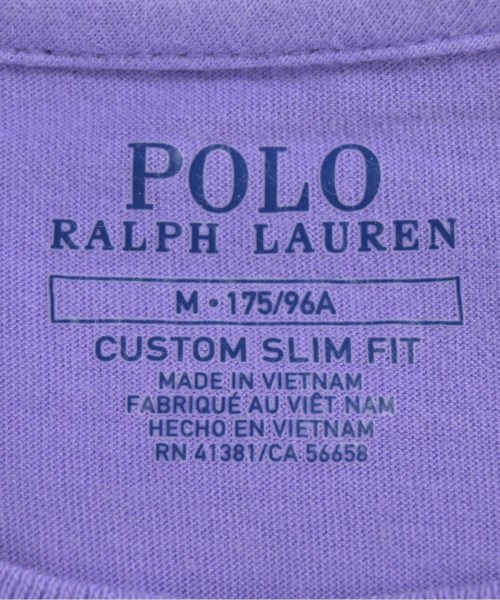 POLO
RALPH LAUREN
M • 175/96A
CUSTOM SLIM FIT
MADE IN VIETNAM
FABRIQUÉ AU VIÊT NAM
HECHO EN VIETNAM
RN 41381/CA 56658